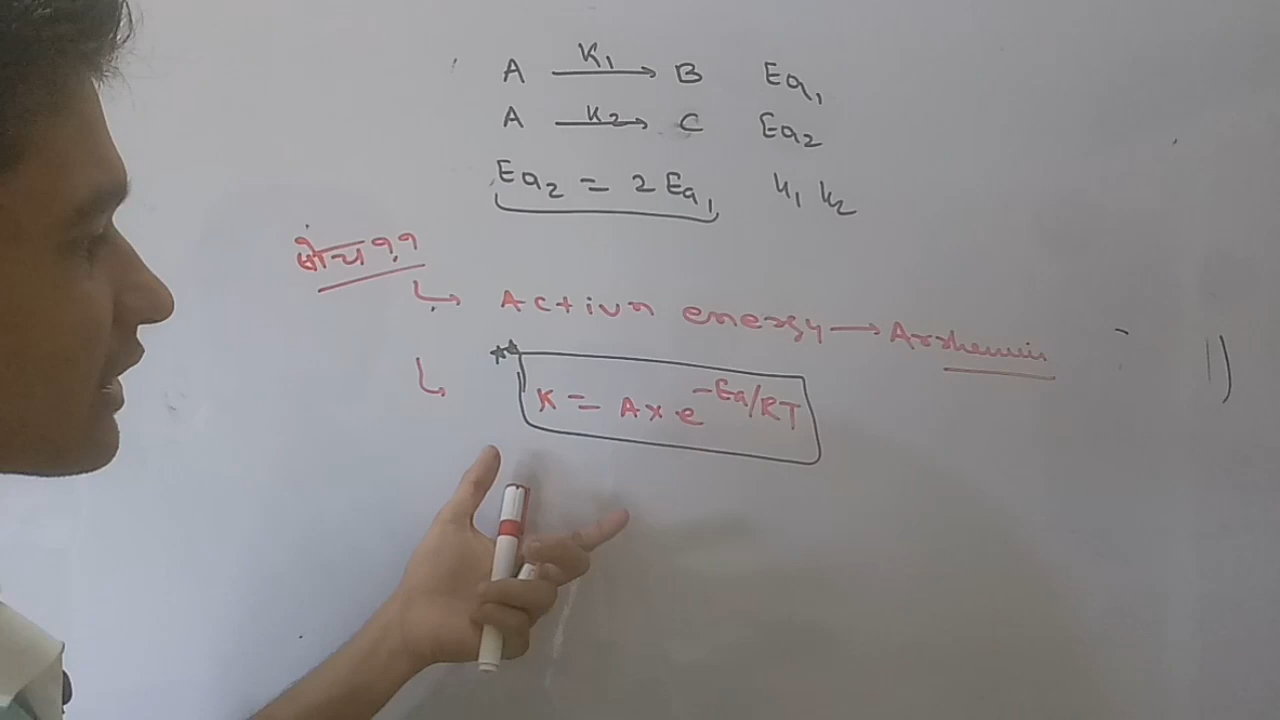 A K₁→ B Ea₁
A K₂→ C Ea₂
Ea₂ = 2 Ea₁ K₁ K₂
सोच ??
↳ Activn energy → Arrhenius
↳ K = A x e^-Ea/RT